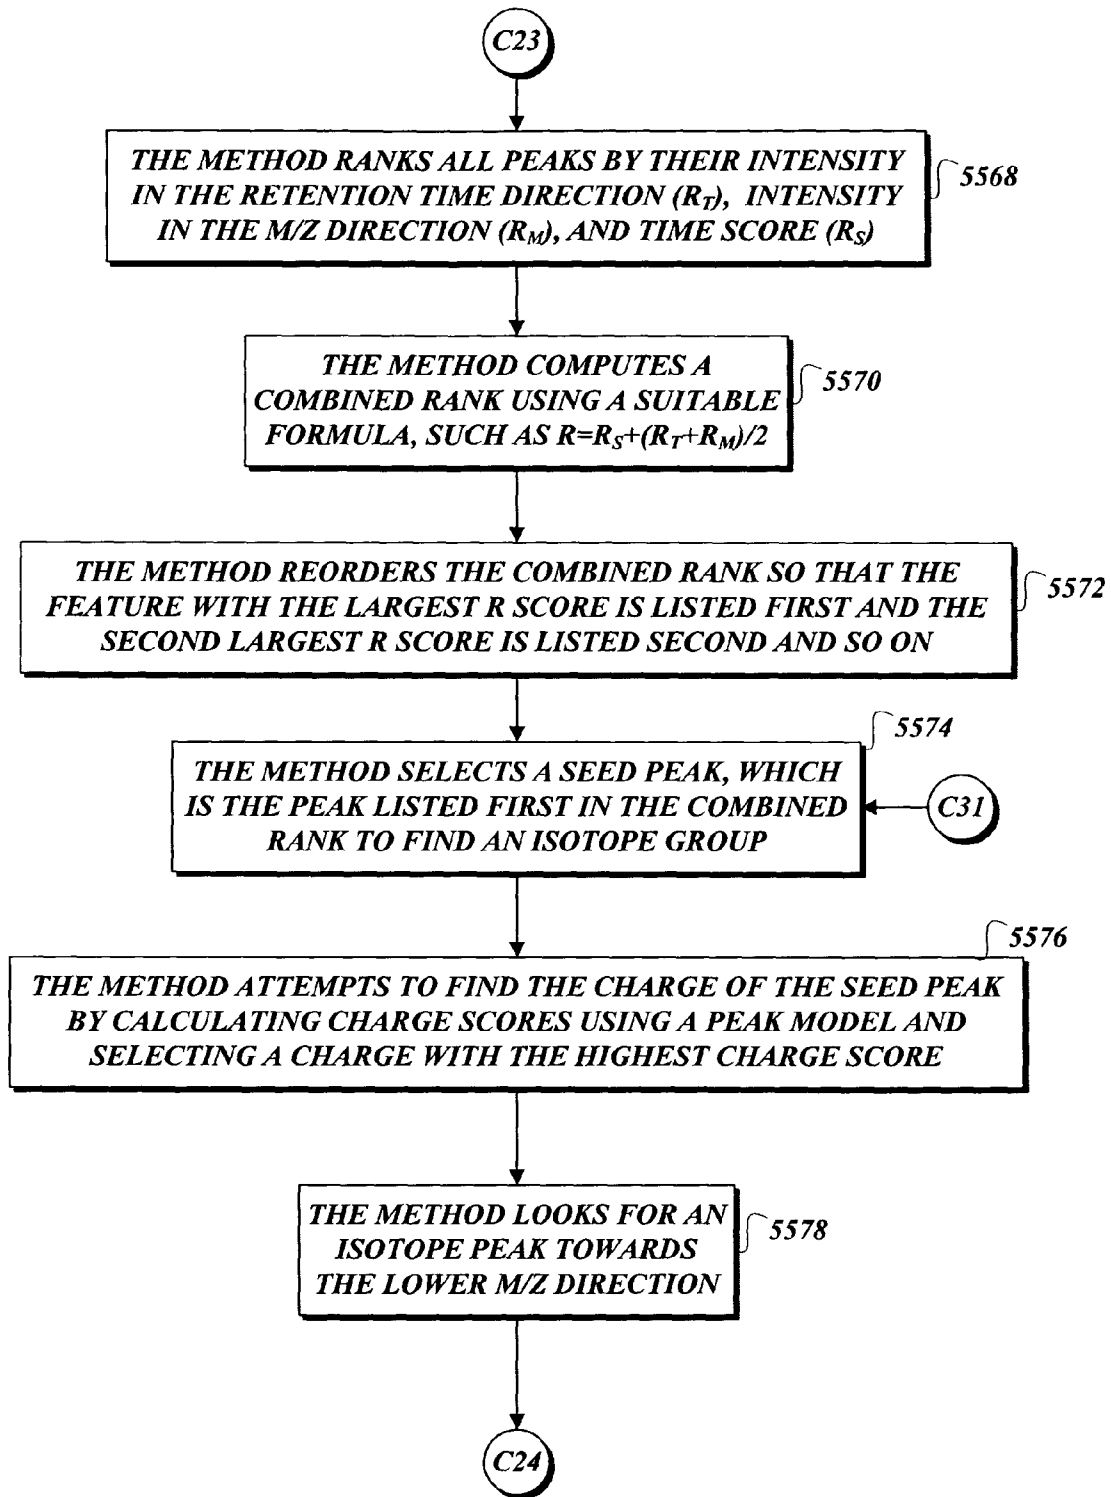 C23
THE METHOD RANKS ALL PEAKS BY THEIR INTENSITY
IN THE RETENTION TIME DIRECTION (R_T), INTENSITY
IN THE M/Z DIRECTION (R_M), AND TIME SCORE (R_S)
5568
THE METHOD COMPUTES A
COMBINED RANK USING A SUITABLE
FORMULA, SUCH AS R=R_S+(R_T+R_M)/2
5570
THE METHOD REORDERS THE COMBINED RANK SO THAT THE
FEATURE WITH THE LARGEST R SCORE IS LISTED FIRST AND THE
SECOND LARGEST R SCORE IS LISTED SECOND AND SO ON
5572
THE METHOD SELECTS A SEED PEAK, WHICH
IS THE PEAK LISTED FIRST IN THE COMBINED
RANK TO FIND AN ISOTOPE GROUP
5574
C31
THE METHOD ATTEMPTS TO FIND THE CHARGE OF THE SEED PEAK
BY CALCULATING CHARGE SCORES USING A PEAK MODEL AND
SELECTING A CHARGE WITH THE HIGHEST CHARGE SCORE
5576
THE METHOD LOOKS FOR AN
ISOTOPE PEAK TOWARDS
THE LOWER M/Z DIRECTION
5578
C24